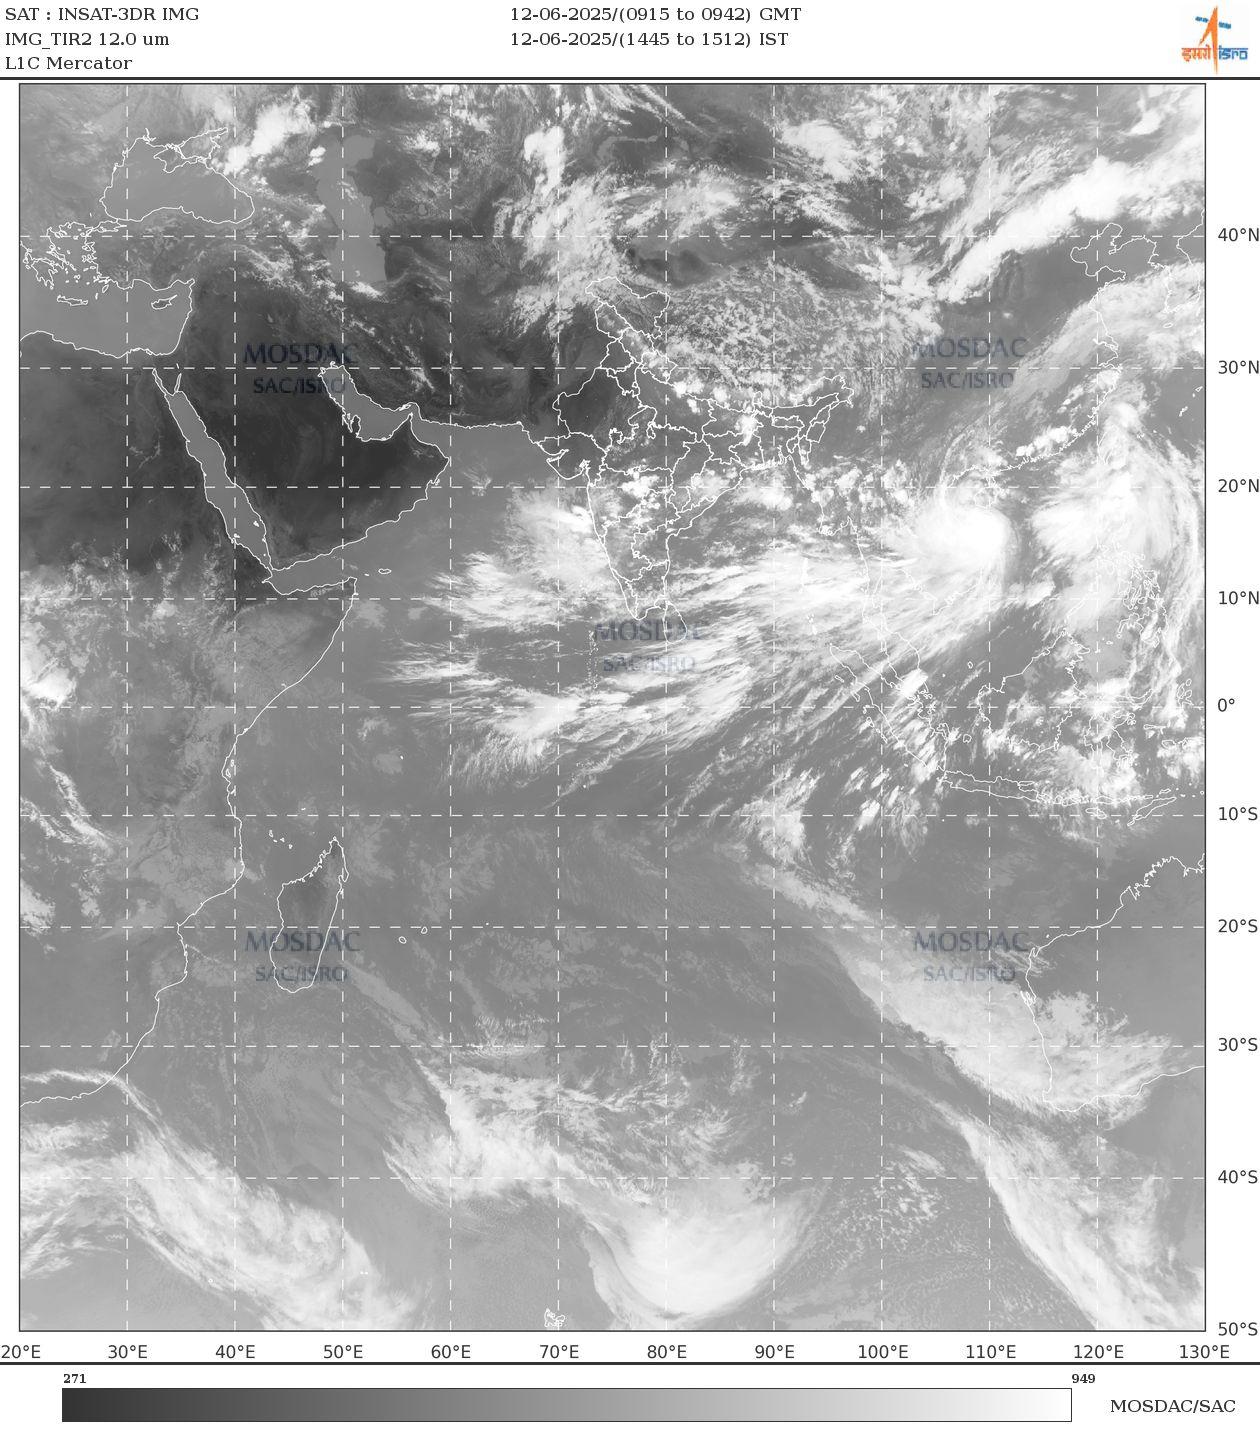 SAT : INSAT-3DR IMG
IMG_TIR2 12.0 um
L1C Mercator
12-06-2025/(0915 to 0942) GMT
12-06-2025/(1445 to 1512) IST
इसरो isro
40°N
30°N
20°N
10°N
0°
10°S
20°S
30°S
40°S
50°S
MOSDAC
SAC/ISRO
MOSDAC
SAC/ISRO
MOSDAC
SAC/ISRO
MOSDAC
SAC/ISRO
MOSDAC
SAC/ISRO
20°E 30°E 40°E 50°E 60°E 70°E 80°E 90°E 100°E 110°E 120°E 130°E
271 949
MOSDAC/SAC